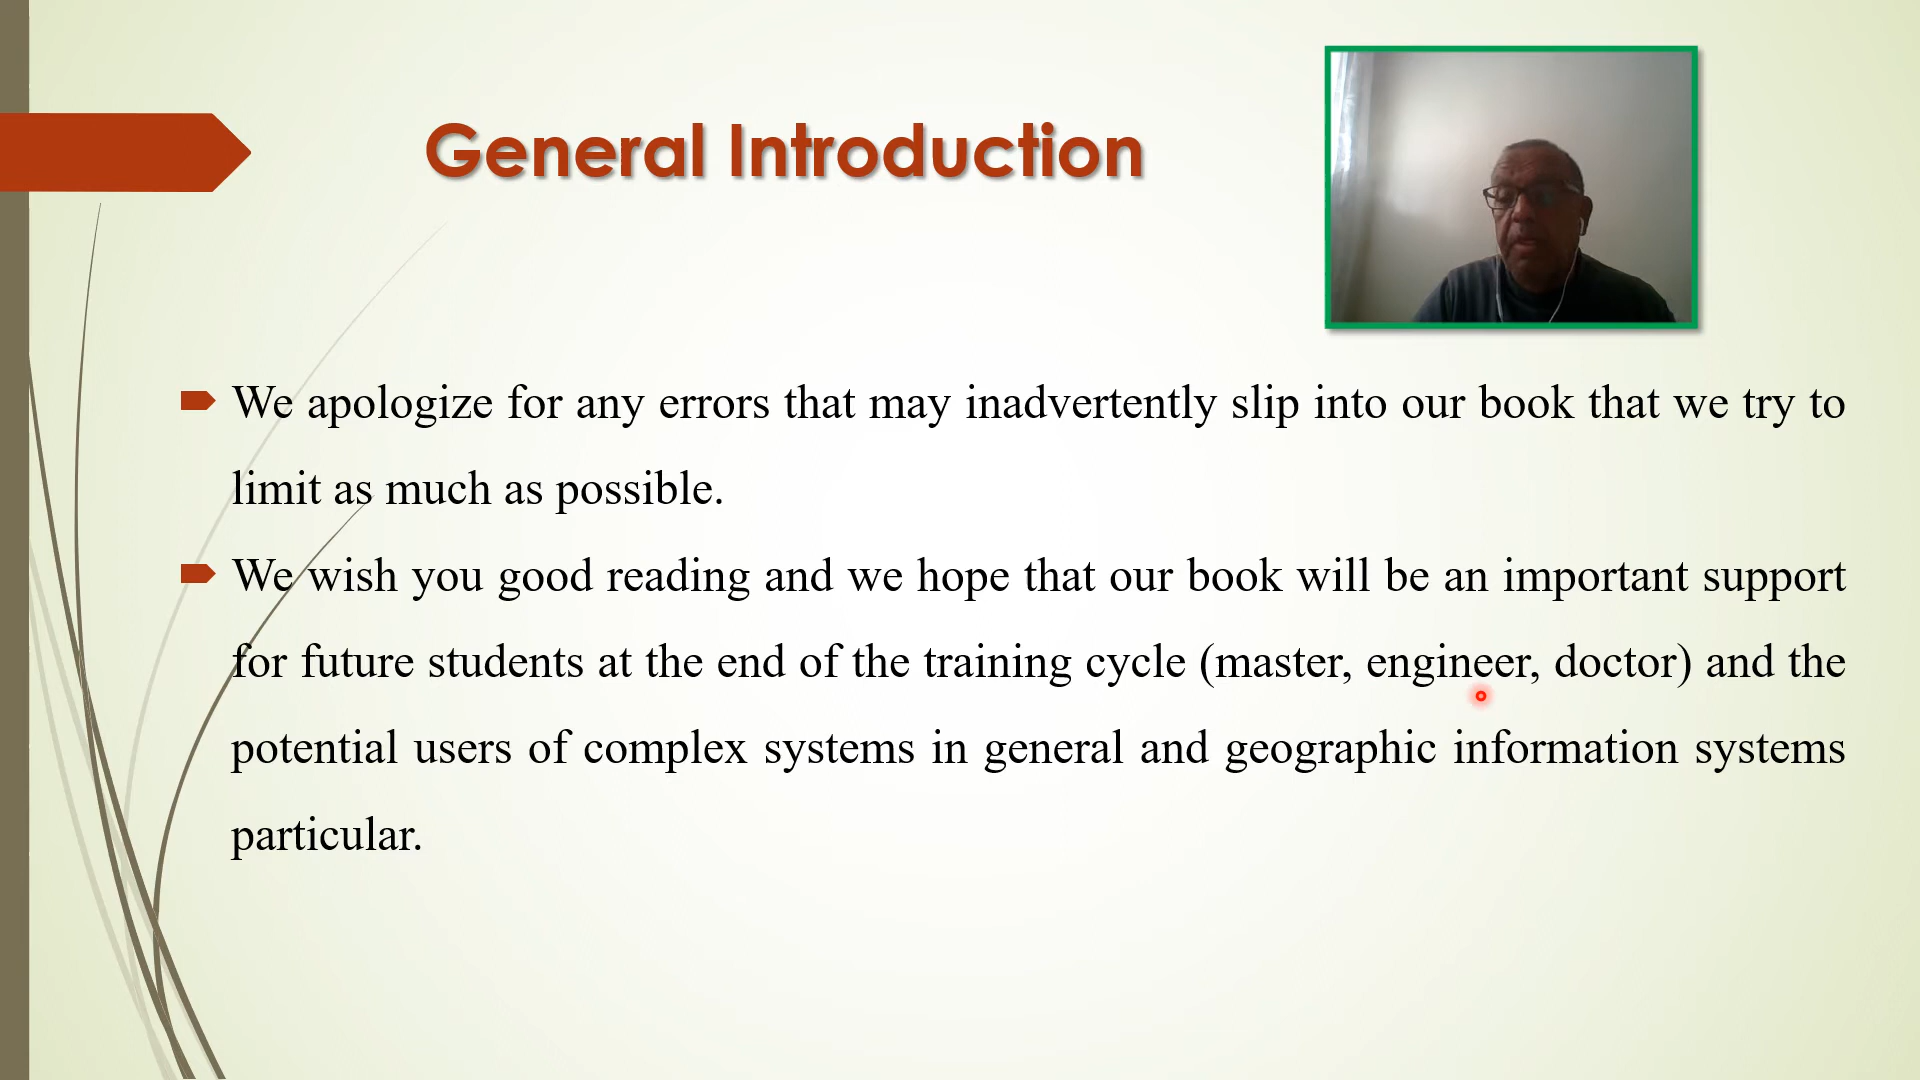 General Introduction
We apologize for any errors that may inadvertently slip into our book that we try to
limit as much as possible.
We wish you good reading and we hope that our book will be an important support
for future students at the end of the training cycle (master, engineer, doctor) and the
potential users of complex systems in general and geographic information systems
particular.